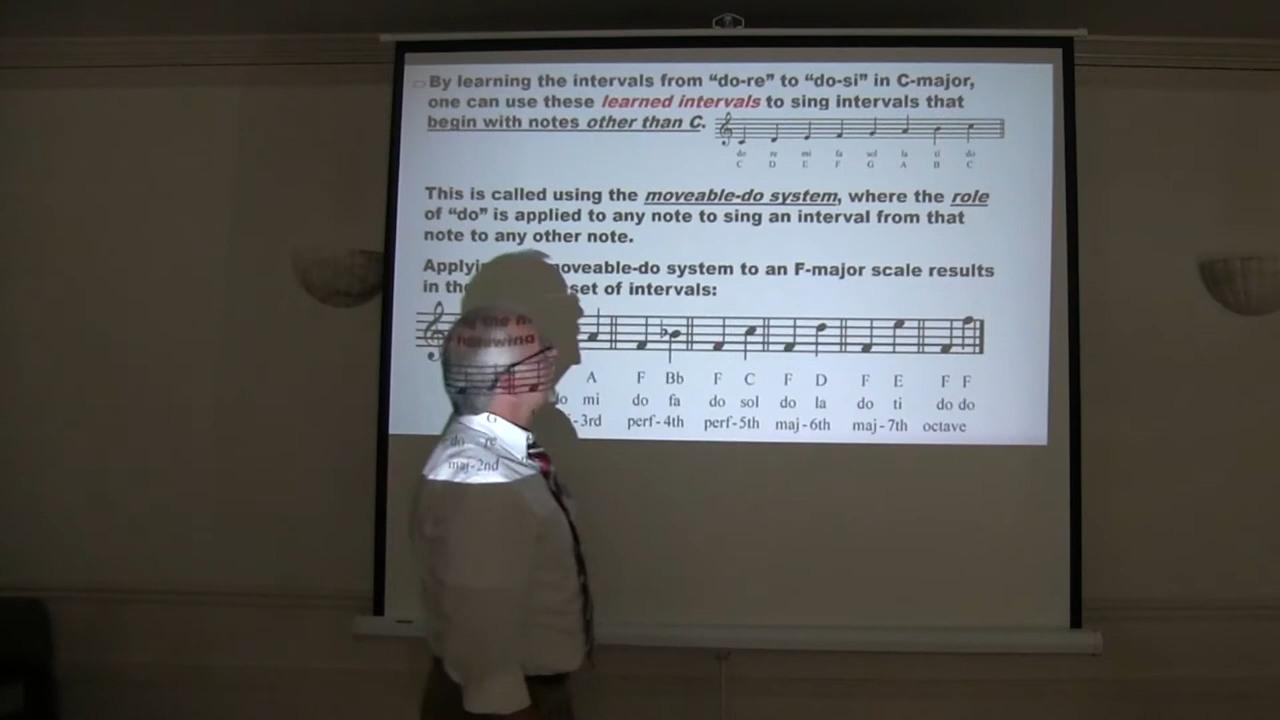 By learning the intervals from “do-re” to “do-si” in C-major,
one can use these learned intervals to sing intervals that
begin with notes other than C.
do re mi fa sol la ti do
C D E F G A B C
This is called using the moveable-do system, where the role
of “do” is applied to any note to sing an interval from that
note to any other note.
Applyi oveable-do system to an F-major scale results
in the set of intervals:
A F Bb F C F D F E F F
do mi do fa do sol do la do ti do do
-3rd perf-4th perf-5th maj-6th maj-7th octave
G
do re
maj-2nd